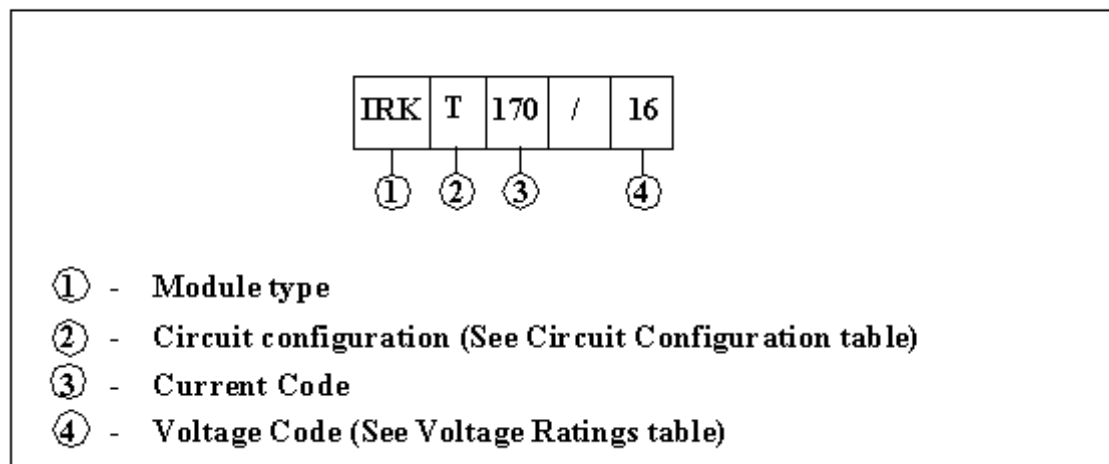 IRK T 170 / 16
① ② ③ ④
① - Module type
② - Circuit configuration (See Circuit Configuration table)
③ - Current Code
④ - Voltage Code (See Voltage Ratings table)